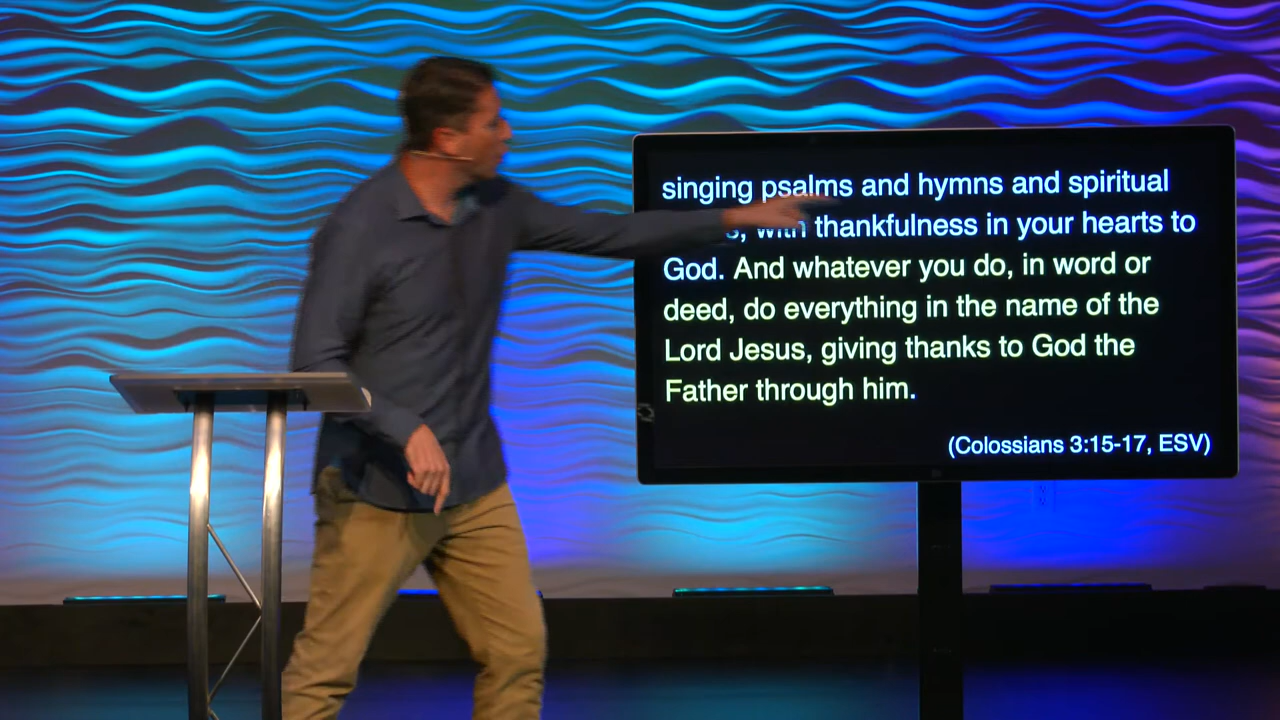 singing psalms and hymns and spiritual
with thankfulness in your hearts to
God. And whatever you do, in word or
deed, do everything in the name of the
Lord Jesus, giving thanks to God the
Father through him.
(Colossians 3:15-17, ESV)